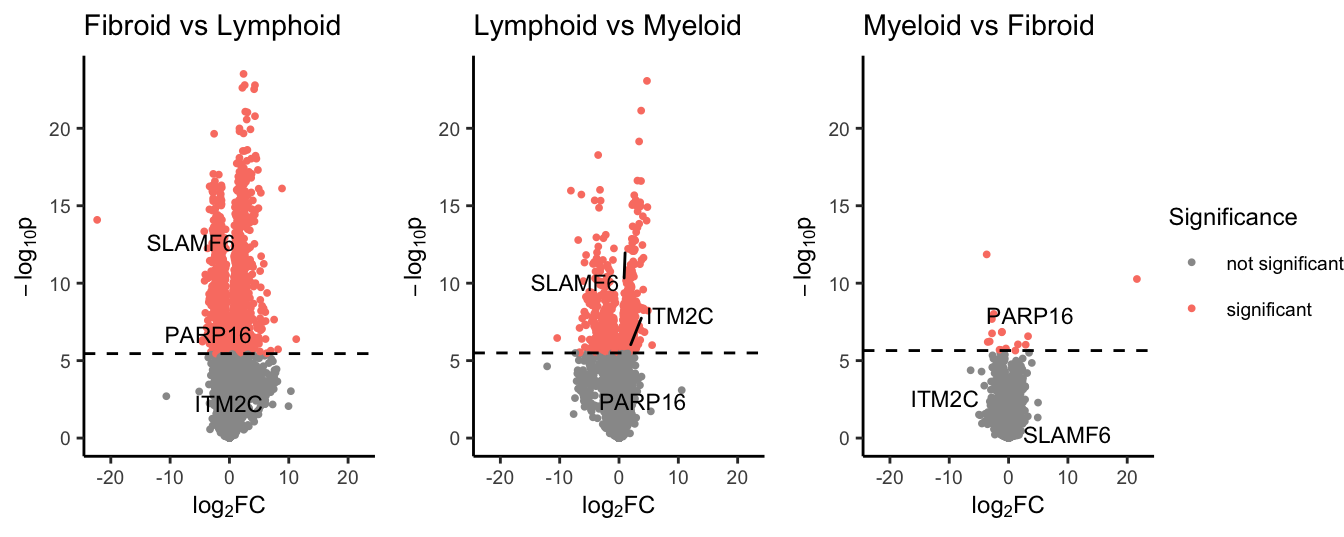 Fibroid vs Lymphoid
Lymphoid vs Myeloid
Myeloid vs Fibroid
−log10p
20
15
10
5
0
SLAMF6
PARP16
ITM2C
-20
-10
0
10
20
log2FC
−log10p
20
15
10
5
0
SLAMF6
ITM2C
PARP16
-20
-10
0
10
20
log2FC
−log10p
20
15
10
5
0
PARP16
ITM2C
SLAMF6
-20
-10
0
10
20
log2FC
Significance
not significant
significant